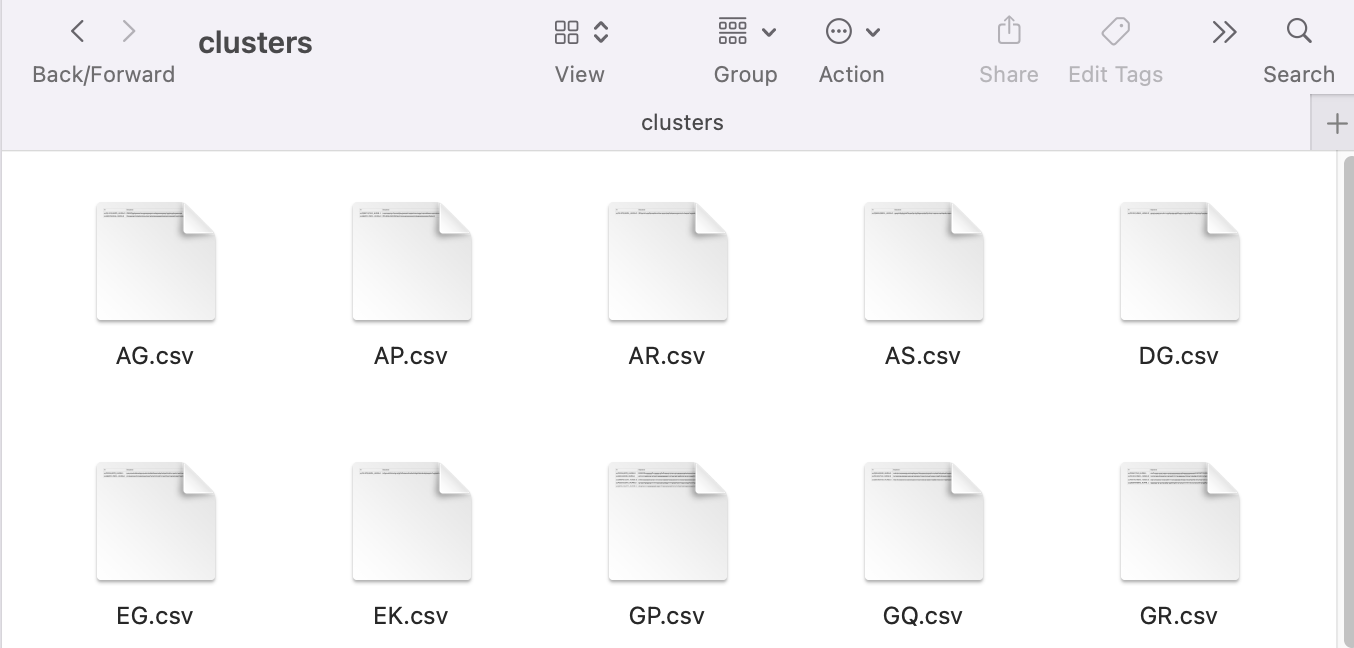 clusters
Back/Forward
View
Group
Action
Share
Edit Tags
Search
clusters
AG.csv
AP.csv
AR.csv
AS.csv
DG.csv
EG.csv
EK.csv
GP.csv
GQ.csv
GR.csv